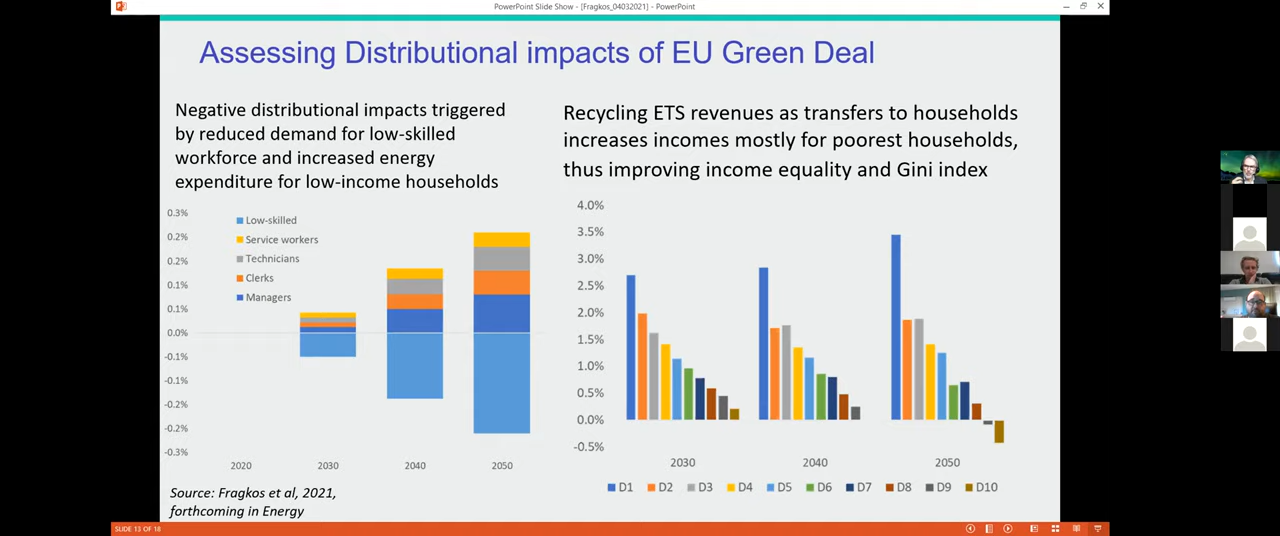 PowerPoint Slide Show - [Fragkos_04032021] - PowerPoint
Assessing Distributional impacts of EU Green Deal
Negative distributional impacts triggered
by reduced demand for low-skilled
workforce and increased energy
expenditure for low-income households
Recycling ETS revenues as transfers to households
increases incomes mostly for poorest households,
thus improving income equality and Gini index
0.3%
0.2%
0.2%
0.1%
0.1%
0.0%
-0.1%
-0.1%
-0.2%
-0.2%
-0.3%
Low-skilled
Service workers
Technicians
Clerks
Managers
2020 2030 2040 2050
4.0%
3.5%
3.0%
2.5%
2.0%
1.5%
1.0%
0.5%
0.0%
-0.5%
2030 2040 2050
D1 D2 D3 D4 D5 D6 D7 D8 D9 D10
Source: Fragkos et al, 2021,
forthcoming in Energy
SLIDE 13 OF 18